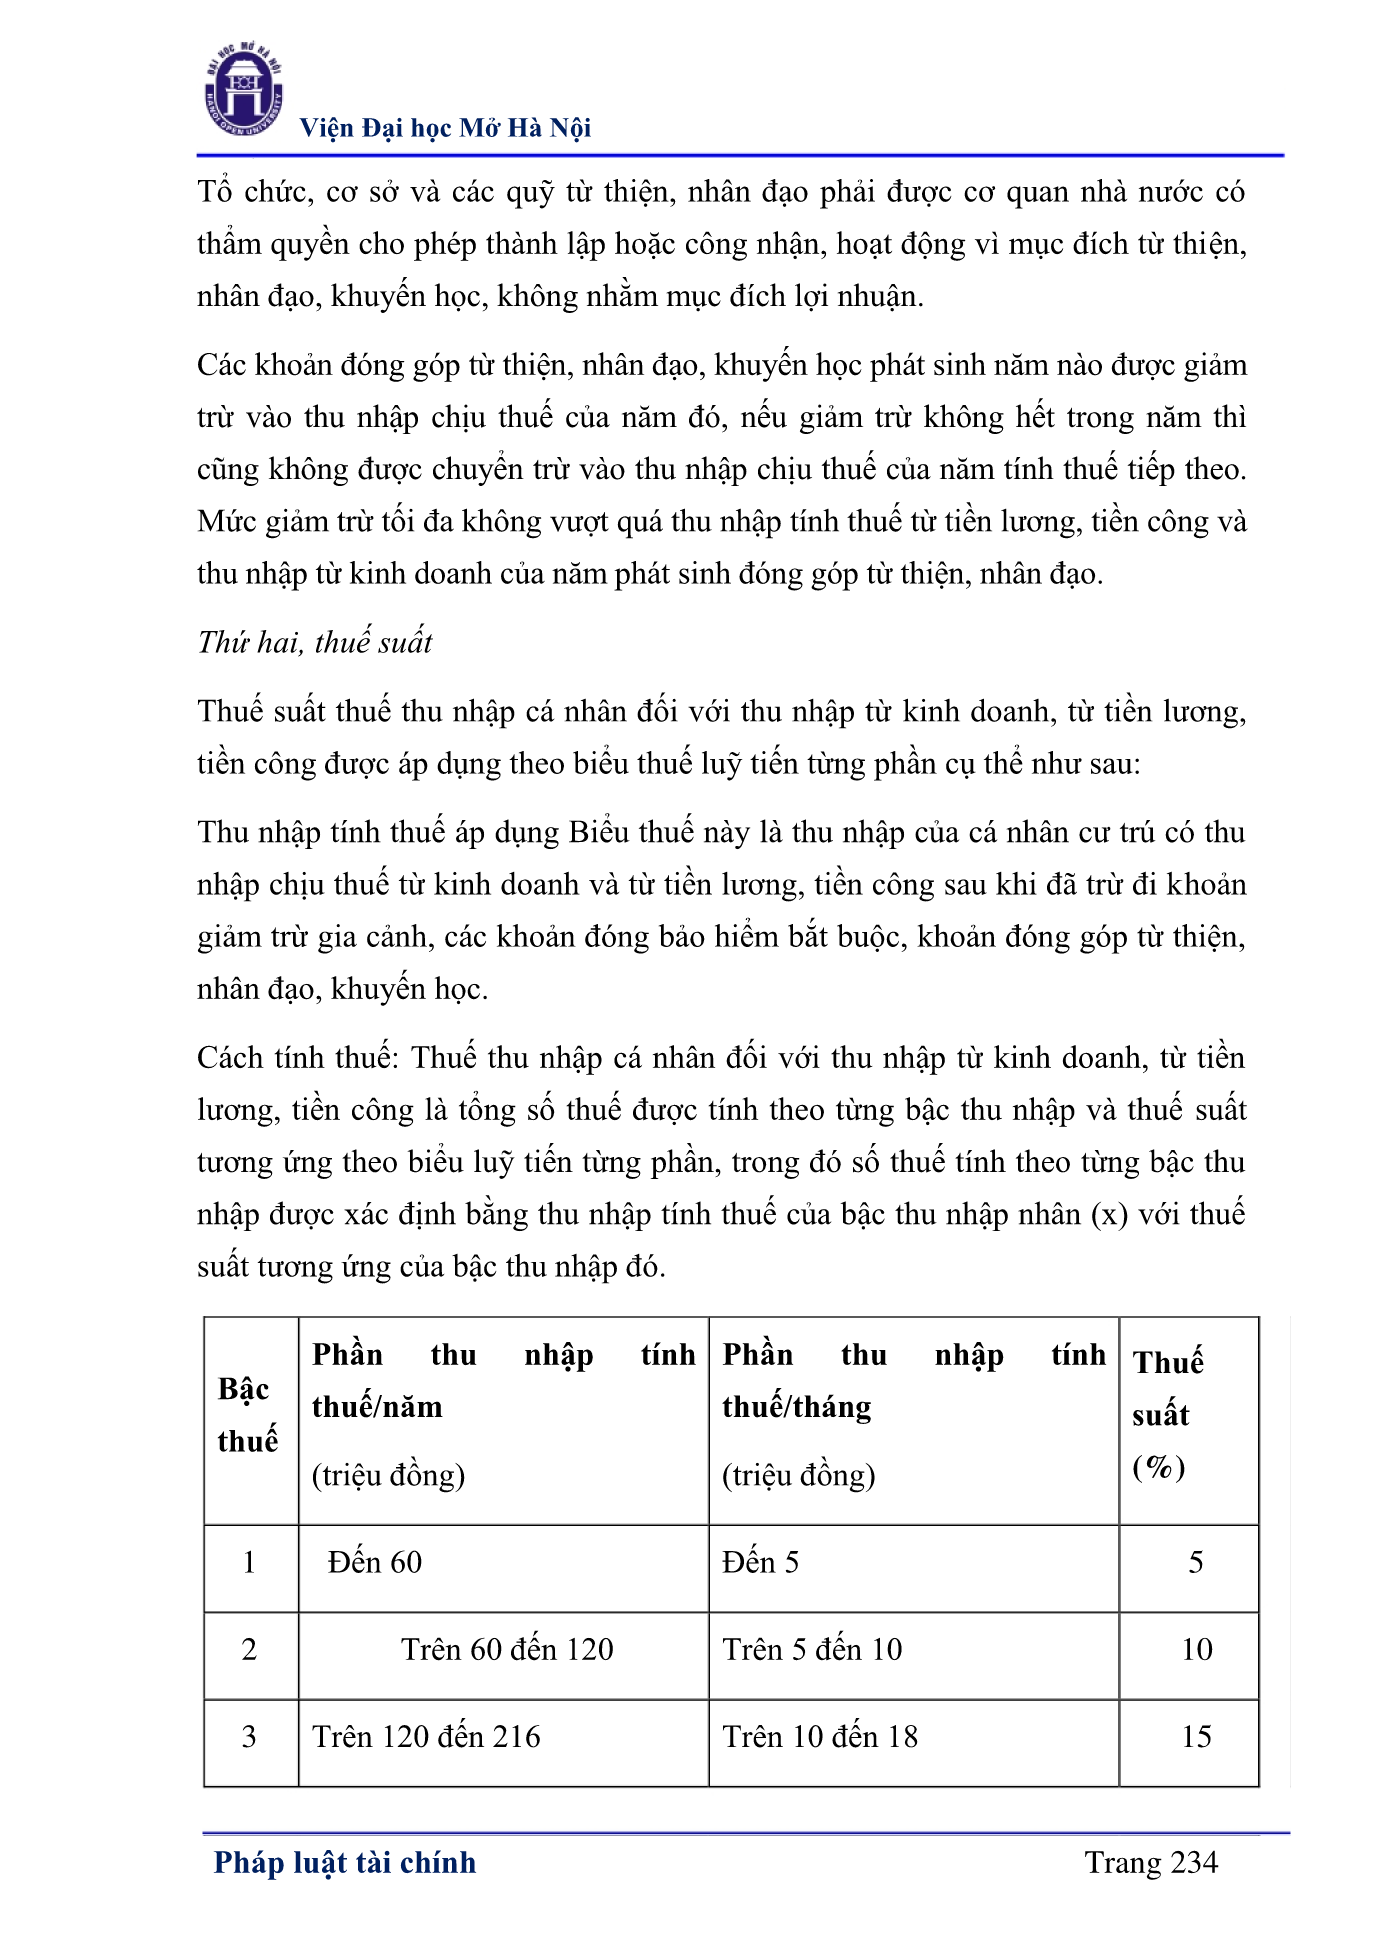 ĐẠI HỌC MỞ HÀ NỘI
HANOI OPEN UNIVERSITY
Viện Đại học Mở Hà Nội
Tổ chức, cơ sở và các quỹ từ thiện, nhân đạo phải được cơ quan nhà nước có
thẩm quyền cho phép thành lập hoặc công nhận, hoạt động vì mục đích từ thiện,
nhân đạo, khuyến học, không nhằm mục đích lợi nhuận.
Các khoản đóng góp từ thiện, nhân đạo, khuyến học phát sinh năm nào được giảm
trừ vào thu nhập chịu thuế của năm đó, nếu giảm trừ không hết trong năm thì
cũng không được chuyển trừ vào thu nhập chịu thuế của năm tính thuế tiếp theo.
Mức giảm trừ tối đa không vượt quá thu nhập tính thuế từ tiền lương, tiền công và
thu nhập từ kinh doanh của năm phát sinh đóng góp từ thiện, nhân đạo.
Thứ hai, thuế suất
Thuế suất thuế thu nhập cá nhân đối với thu nhập từ kinh doanh, từ tiền lương,
tiền công được áp dụng theo biểu thuế luỹ tiến từng phần cụ thể như sau:
Thu nhập tính thuế áp dụng Biểu thuế này là thu nhập của cá nhân cư trú có thu
nhập chịu thuế từ kinh doanh và từ tiền lương, tiền công sau khi đã trừ đi khoản
giảm trừ gia cảnh, các khoản đóng bảo hiểm bắt buộc, khoản đóng góp từ thiện,
nhân đạo, khuyến học.
Cách tính thuế: Thuế thu nhập cá nhân đối với thu nhập từ kinh doanh, từ tiền
lương, tiền công là tổng số thuế được tính theo từng bậc thu nhập và thuế suất
tương ứng theo biểu luỹ tiến từng phần, trong đó số thuế tính theo từng bậc thu
nhập được xác định bằng thu nhập tính thuế của bậc thu nhập nhân (x) với thuế
suất tương ứng của bậc thu nhập đó.
Bậc
thuế
Phần thu nhập tính
thuế/năm
(triệu đồng)
Phần thu nhập tính
thuế/tháng
(triệu đồng)
Thuế
suất
(%)
1 Đến 60 Đến 5 5
2 Trên 60 đến 120 Trên 5 đến 10 10
3 Trên 120 đến 216 Trên 10 đến 18 15
Pháp luật tài chính Trang 234